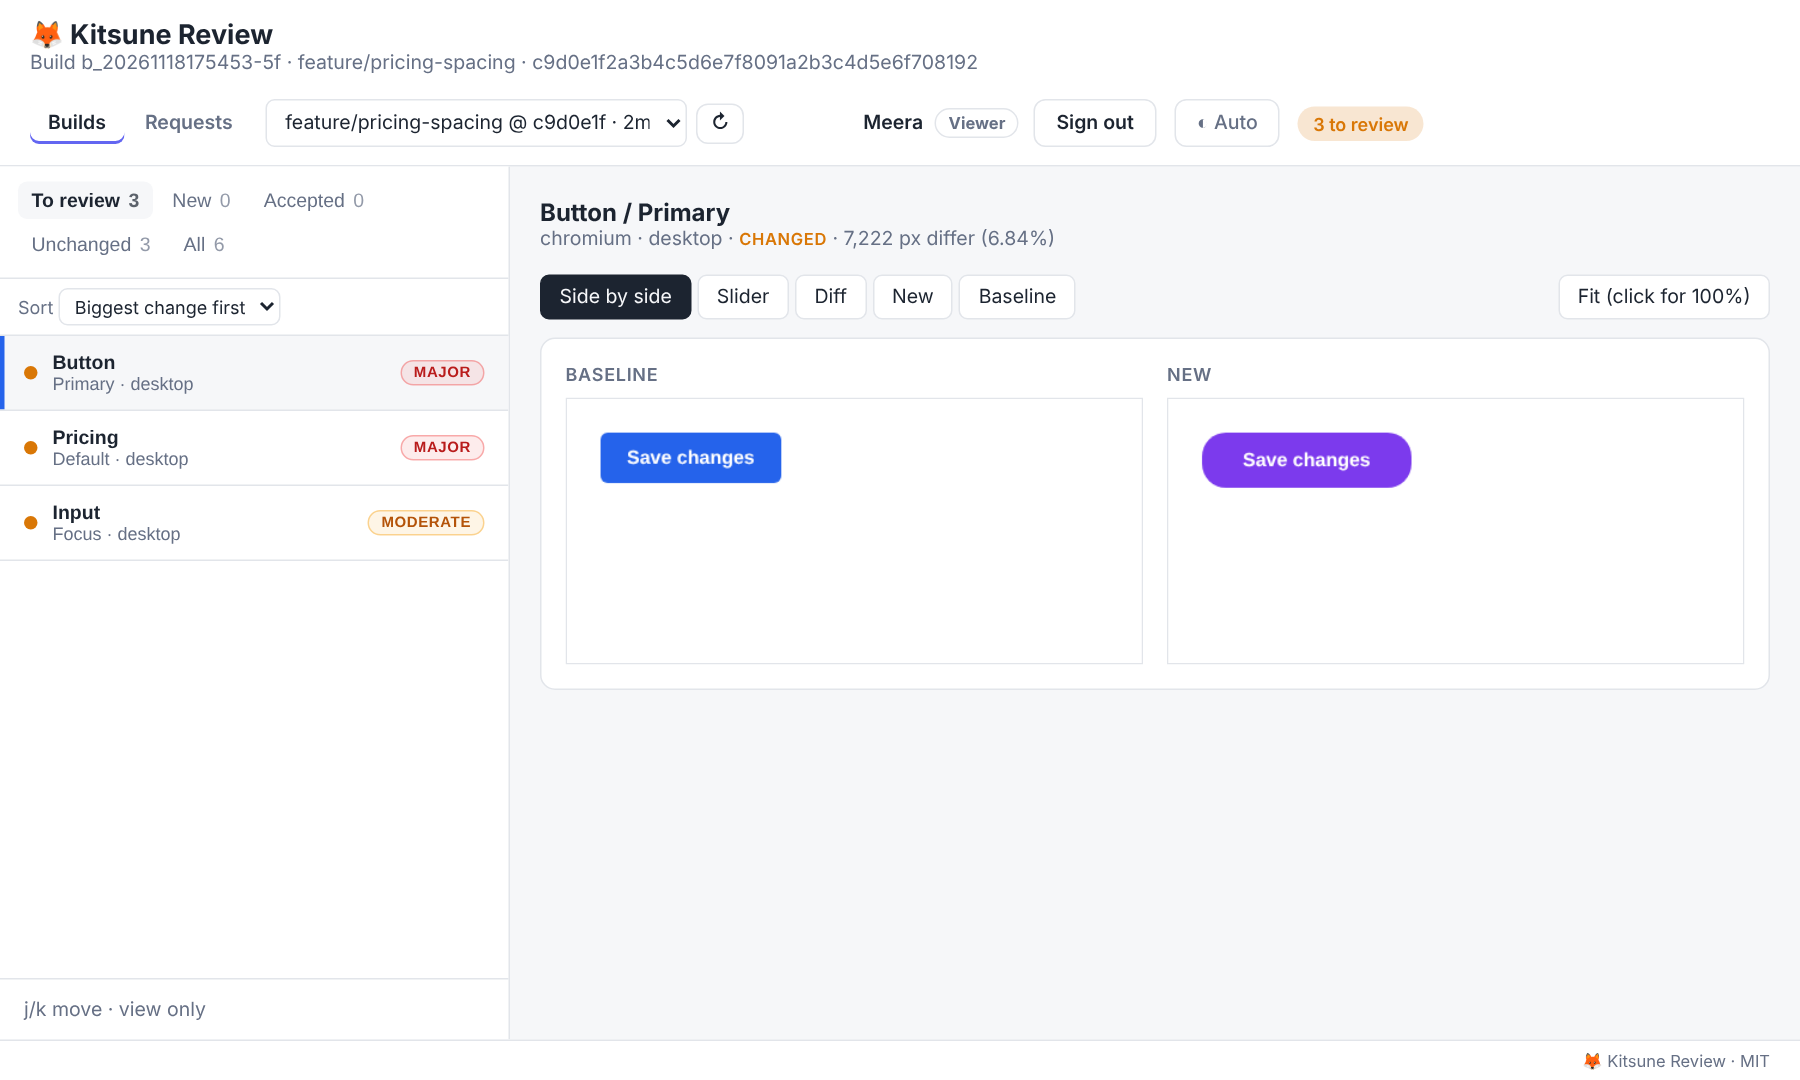 🦊 Kitsune Review
Build b_20261118175453-5f · feature/pricing-spacing · c9d0e1f2a3b4c5d6e7f8091a2b3c4d5e6f708192
Builds Requests feature/pricing-spacing @ c9d0e1f · 2m Meera Viewer Sign out Auto 3 to review
To review 3 New 0 Accepted 0
Unchanged 3 All 6
Sort Biggest change first
Button
Primary · desktop
MAJOR
Pricing
Default · desktop
MAJOR
Input
Focus · desktop
MODERATE
j/k move · view only
Button / Primary
chromium · desktop · CHANGED · 7,222 px differ (6.84%)
Side by side Slider Diff New Baseline Fit (click for 100%)
BASELINE
Save changes
NEW
Save changes
🦊 Kitsune Review · MIT